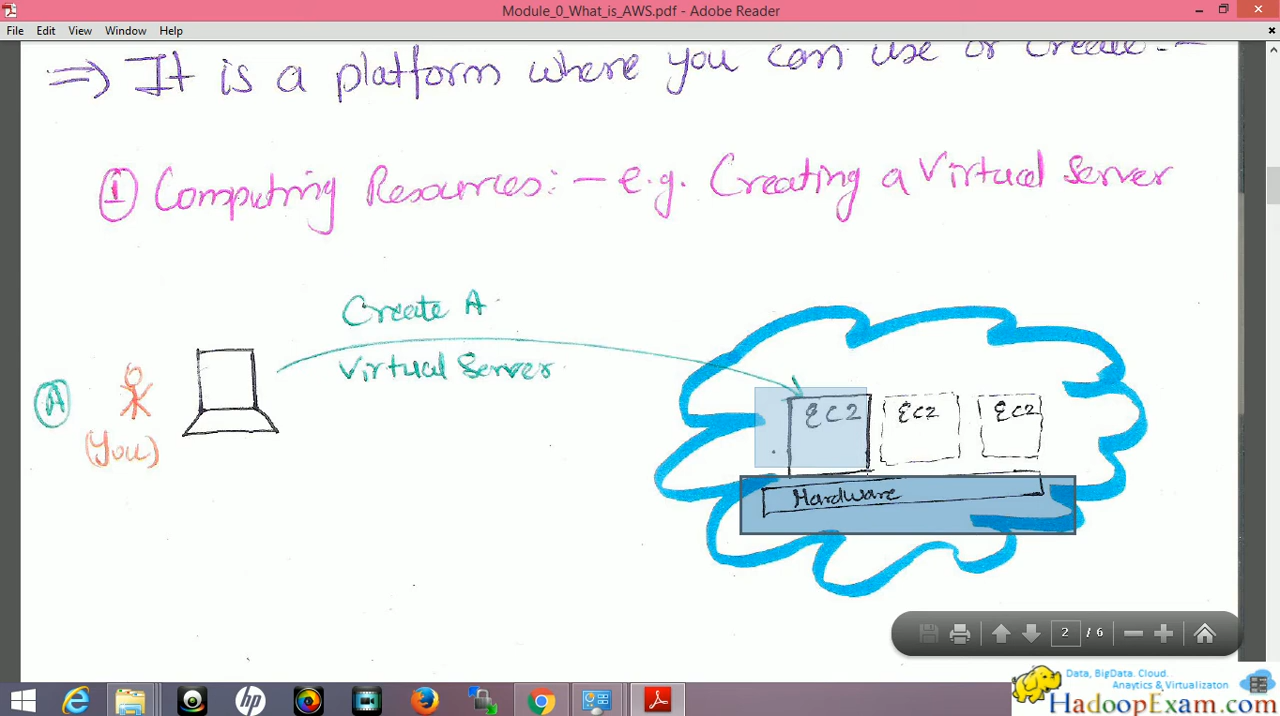 Module_0_What_is_AWS.pdf - Adobe Reader
File Edit View Window Help
=> It is a platform where you can use or create:-
① Computing Resources:- e.g. Creating a Virtual Server
Create A
Virtual Server
A
(You)
EC2 EC2 EC2
Hardware
2 / 6
Data, BigData. Cloud..
Anaytics & Virtualizaton
HadoopExam.com